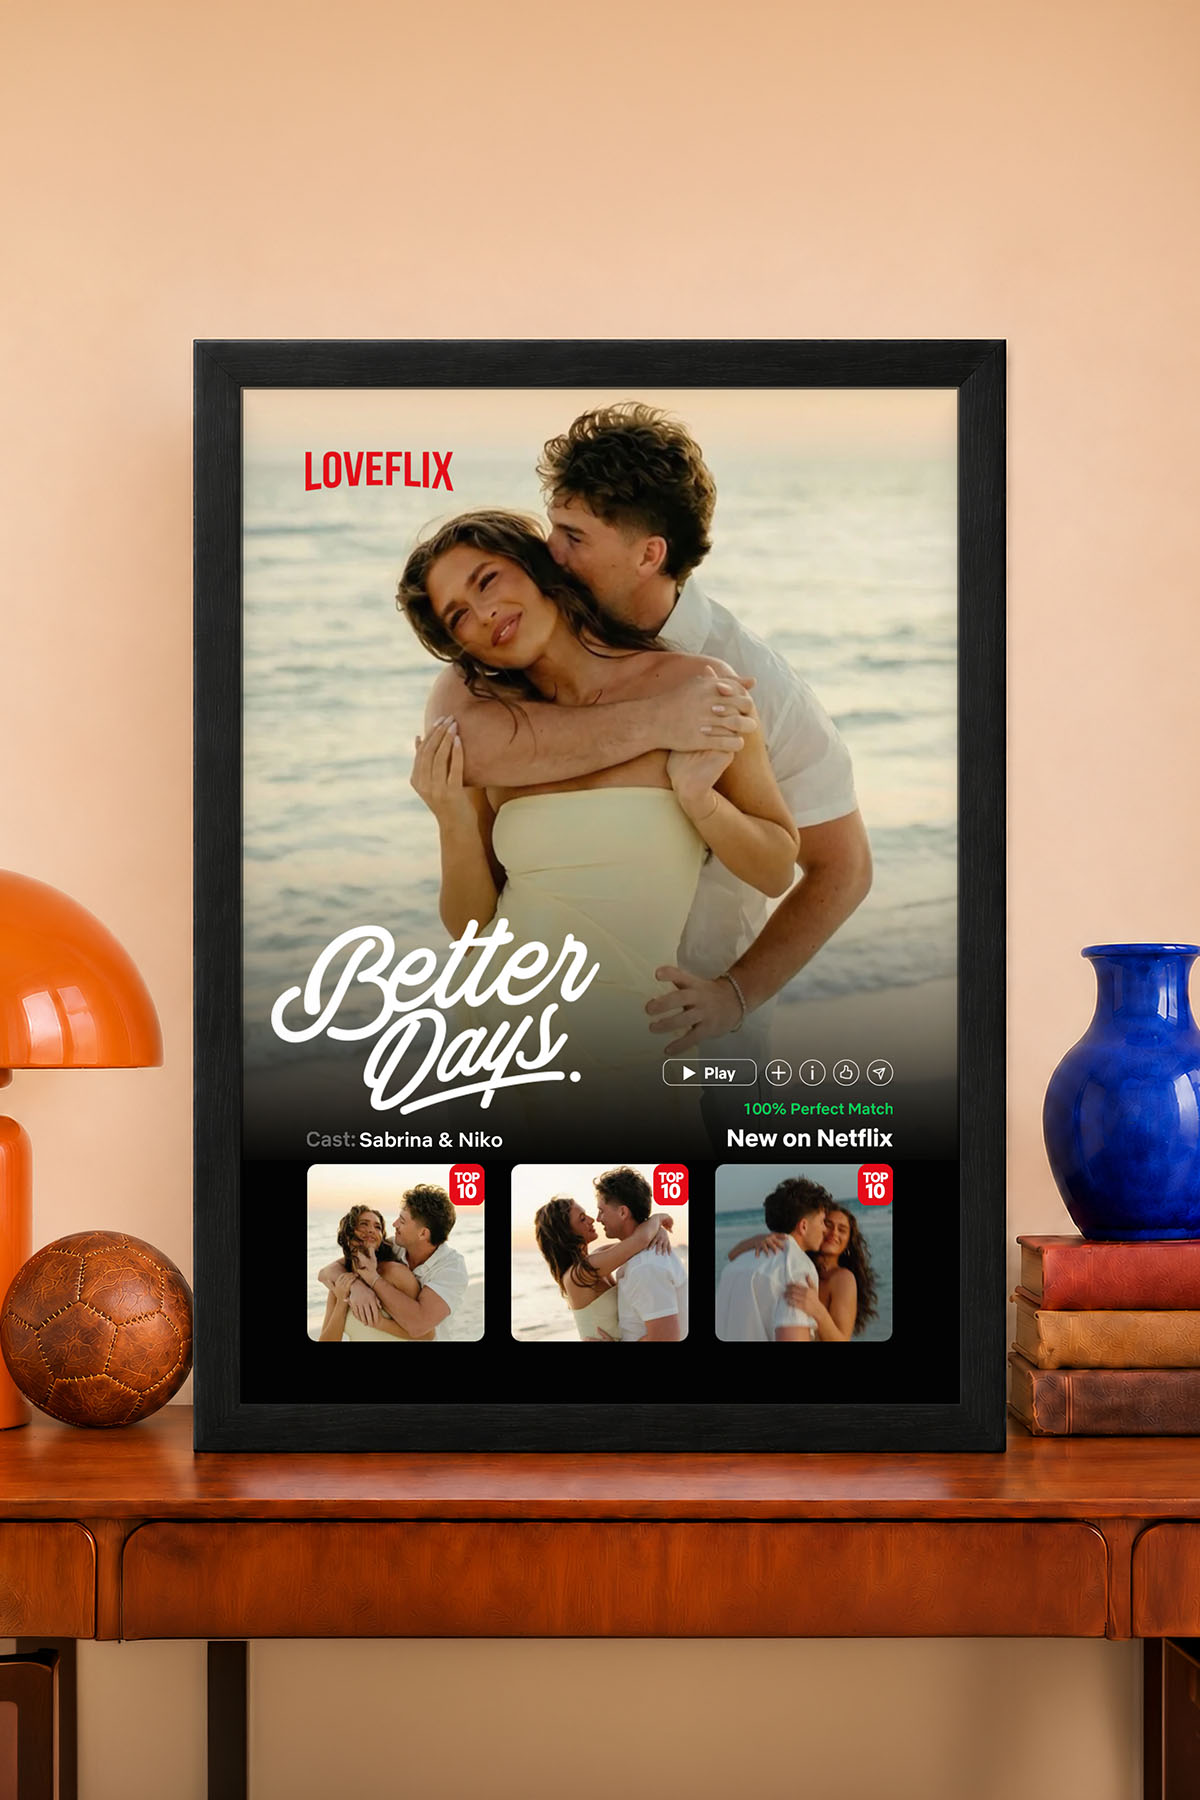 LOVEFLIX
Better
Days.
Play
100% Perfect Match
Cast: Sabrina & Niko
New on Netflix
TOP
10
TOP
10
TOP
10